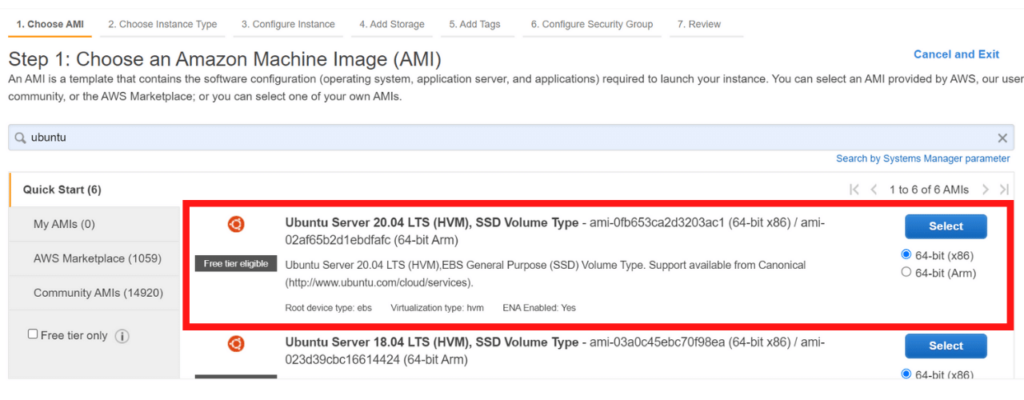 1. Choose AMI 2. Choose Instance Type 3. Configure Instance 4. Add Storage 5. Add Tags 6. Configure Security Group 7. Review
Step 1: Choose an Amazon Machine Image (AMI)
Cancel and Exit
An AMI is a template that contains the software configuration (operating system, application server, and applications) required to launch your instance. You can select an AMI provided by AWS, our user
community, or the AWS Marketplace; or you can select one of your own AMIs.
ubuntu
Search by Systems Manager parameter
Quick Start (6)
My AMIs (0)
AWS Marketplace (1059)
Community AMIs (14920)
Free tier only
1 to 6 of 6 AMIs
Ubuntu Server 20.04 LTS (HVM), SSD Volume Type - ami-0fb653ca2d3203ac1 (64-bit x86) / ami-
02af65b2d1ebdfafc (64-bit Arm)
Free tier eligible
Ubuntu Server 20.04 LTS (HVM),EBS General Purpose (SSD) Volume Type. Support available from Canonical
(http://www.ubuntu.com/cloud/services).
Root device type: ebs Virtualization type: hvm ENA Enabled: Yes
Select
64-bit (x86)
64-bit (Arm)
Ubuntu Server 18.04 LTS (HVM), SSD Volume Type - ami-03a0c45ebc70f98ea (64-bit x86) / ami-
023d39cbc16614424 (64-bit Arm)
Select
64-bit (x86)